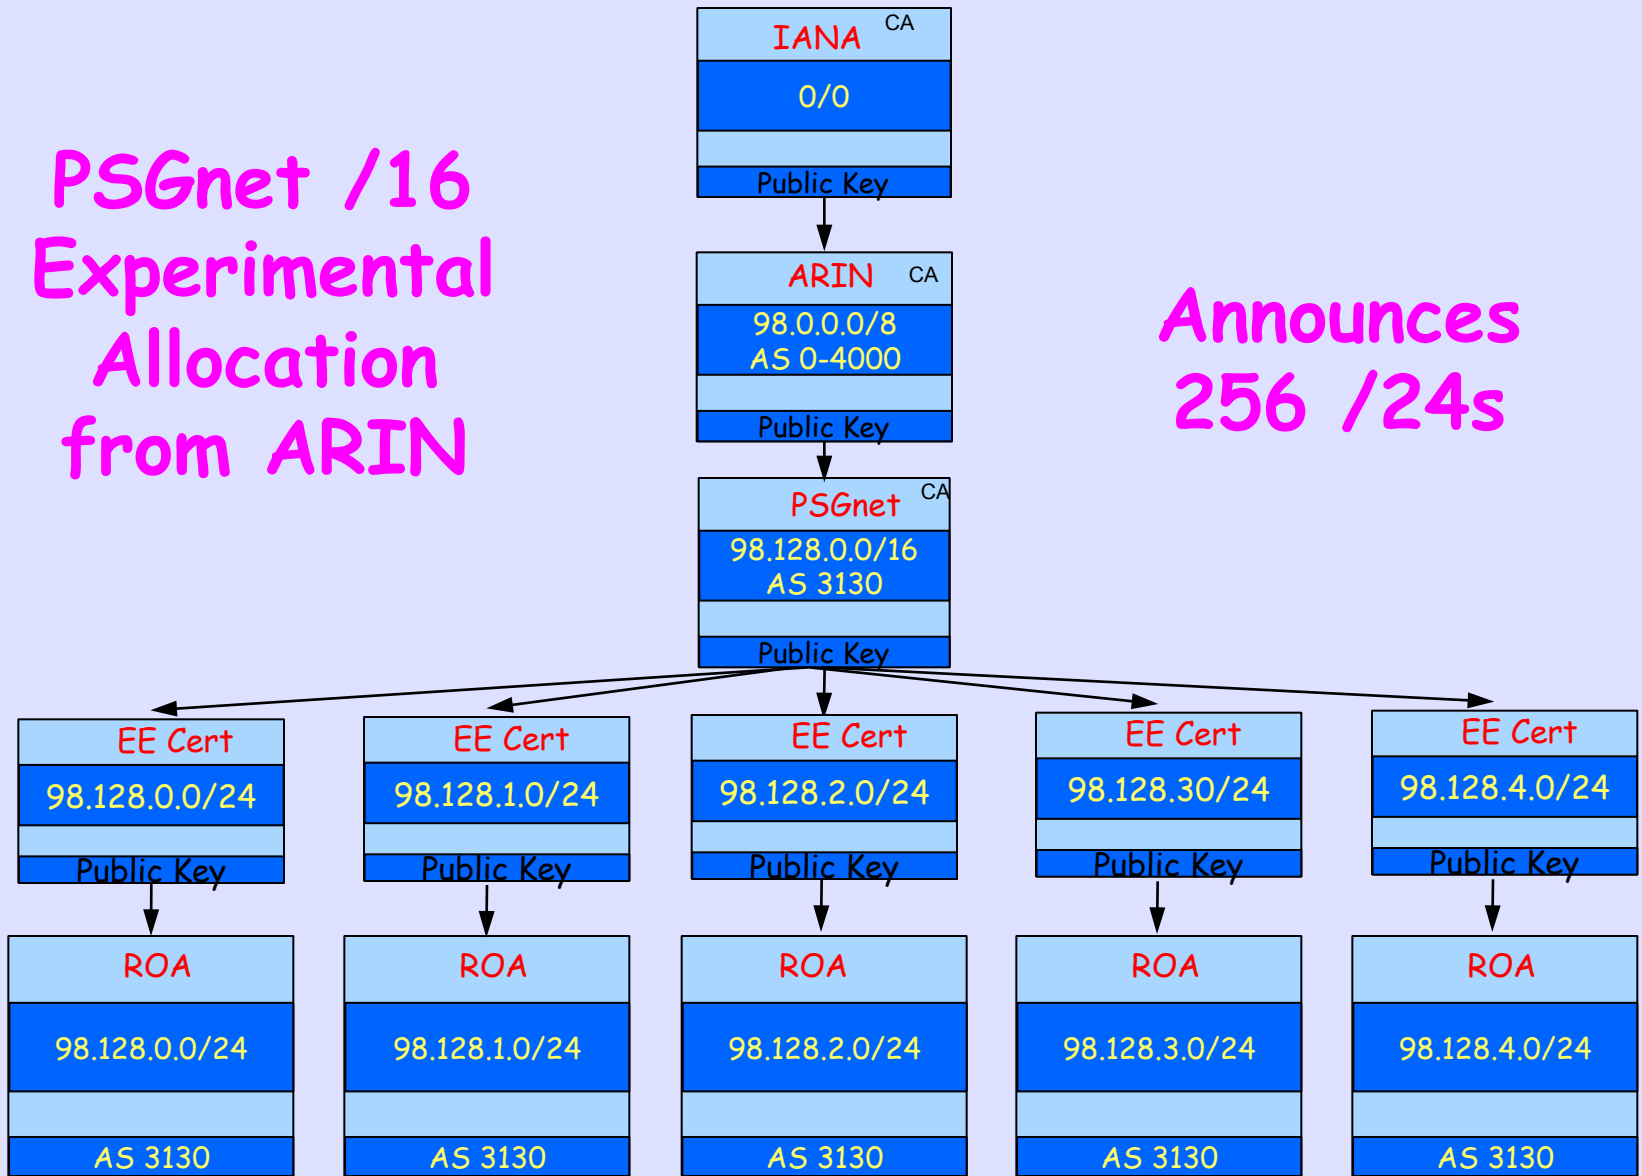 IANA
CA
0/0
Public Key
PSGnet /16
Experimental
Allocation
from ARIN
ARIN
CA
98.0.0.0/8
AS 0-4000
Public Key
Announces
256 /24s
PSGnet
CA
98.128.0.0/16
AS 3130
Public Key
EE Cert
98.128.0.0/24
Public Key
EE Cert
98.128.1.0/24
Public Key
EE Cert
98.128.2.0/24
Public Key
EE Cert
98.128.30/24
Public Key
EE Cert
98.128.4.0/24
Public Key
ROA
98.128.0.0/24
AS 3130
ROA
98.128.1.0/24
AS 3130
ROA
98.128.2.0/24
AS 3130
ROA
98.128.3.0/24
AS 3130
ROA
98.128.4.0/24
AS 3130